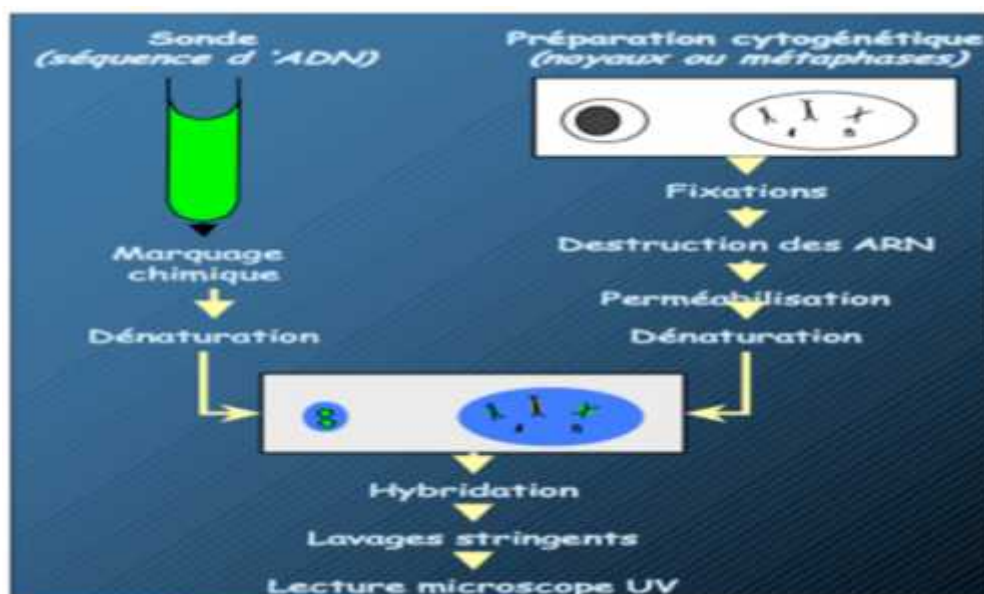 Sonde
(séquence d 'ADN)
Préparation cytogénétique
(noyaux ou métaphases)
Fixations
Destruction des ARN
Perméabilisation
Dénaturation
Marquage
chimique
Dénaturation
Hybridation
Lavages stringents
Lecture microscope UV